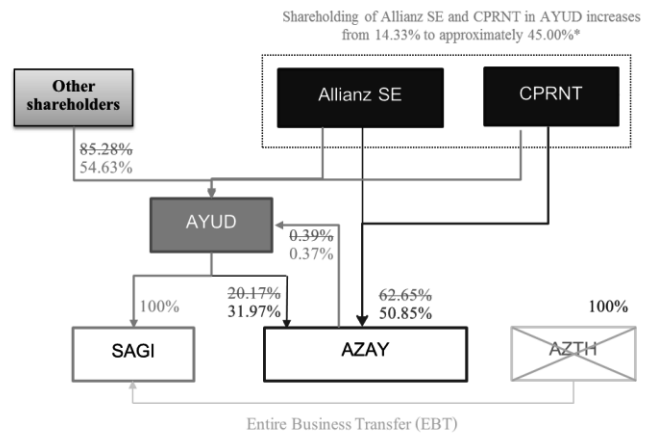 Shareholding of Allianz SE and CPRNT in AYUD increases
from 14.33% to approximately 45.00%*
Other
shareholders
Allianz SE
CPRNT
85.28%
54.63%
AYUD
0.39%
0.37%
100%
20.17%
31.97%
62.65%
50.85%
100%
SAGI
AZAY
AZTH
Entire Business Transfer (EBT)